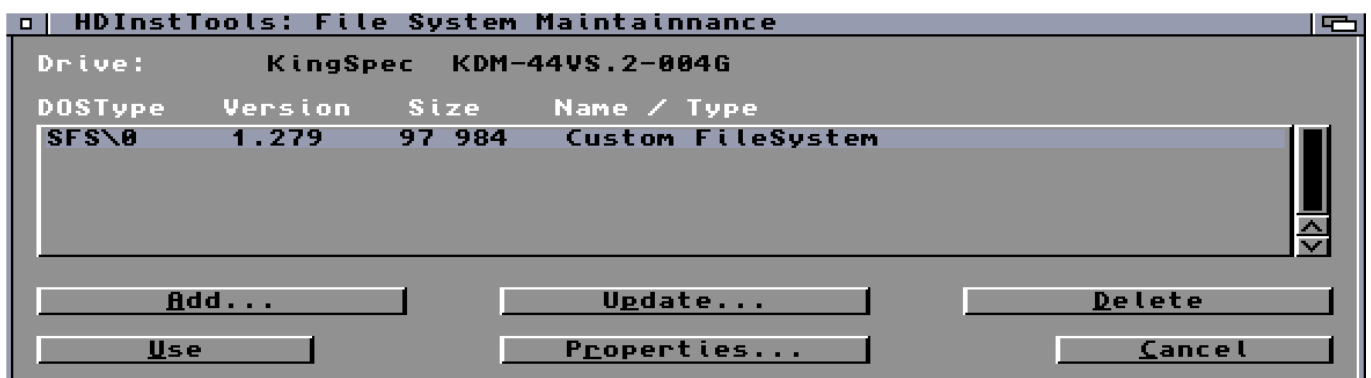 HDInstTools: File System Maintainnance
Drive: KingSpec KDM-44VS.2-004G
DOSType Version Size Name / Type
SFS\0 1.279 97 984 Custom FileSystem
Add... Update... Delete
Use Properties... Cancel